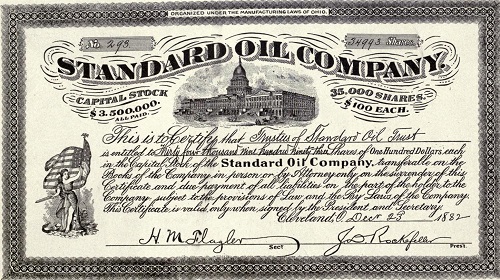 ORGANIZED UNDER THE MANUFACTURING LAWS OF OHIO.
No. 298
34993 Shares
STANDARD OIL COMPANY.
CAPITAL STOCK
$3,500,000.
ALL PAID.
35,000 SHARES.
$100 EACH.
This is to Certify that Trustees of Standard Oil Trust
is entitled to Thirty four Thousand Nine Hundred Ninety three Shares of One Hundred Dollars, each
in the Capital Stock of the Standard Oil Company, transferable on the
Books of the Company in person or by Attorney only on the surrender of this
Certificate and due payment of all liabilities on the part of the holder to the
Company, subject to the provisions of Law and the By Laws of the Company.
This Certificate is valid only when signed by the President and Secretary.
Cleveland, O. Dec 23 1882
H M Flagler Sect.
J. D. Rockefeller Prest.